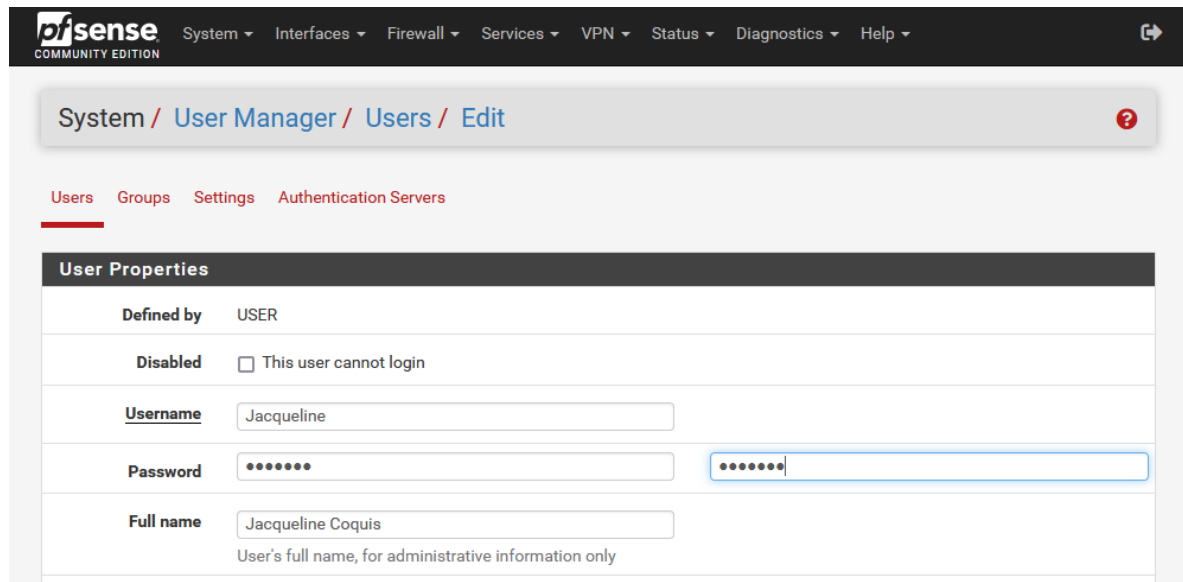 pfsense
COMMUNITY EDITION
System Interfaces Firewall Services VPN Status Diagnostics Help
System / User Manager / Users / Edit
Users Groups Settings Authentication Servers
User Properties
Defined by USER
Disabled This user cannot login
Username Jacqueline
Password ••••••• •••••••
Full name Jacqueline Coquis
User's full name, for administrative information only